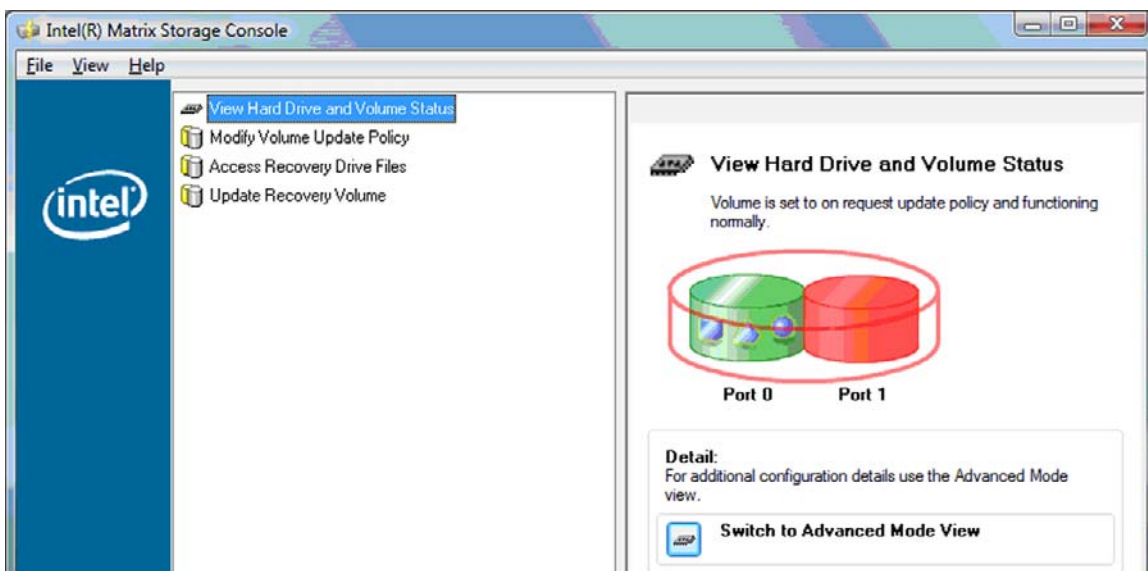 Intel(R) Matrix Storage Console
File View Help
intel
View Hard Drive and Volume Status
Modify Volume Update Policy
Access Recovery Drive Files
Update Recovery Volume
View Hard Drive and Volume Status
Volume is set to on request update policy and functioning
normally.
Port 0 Port 1
Detail:
For additional configuration details use the Advanced Mode
view.
Switch to Advanced Mode View